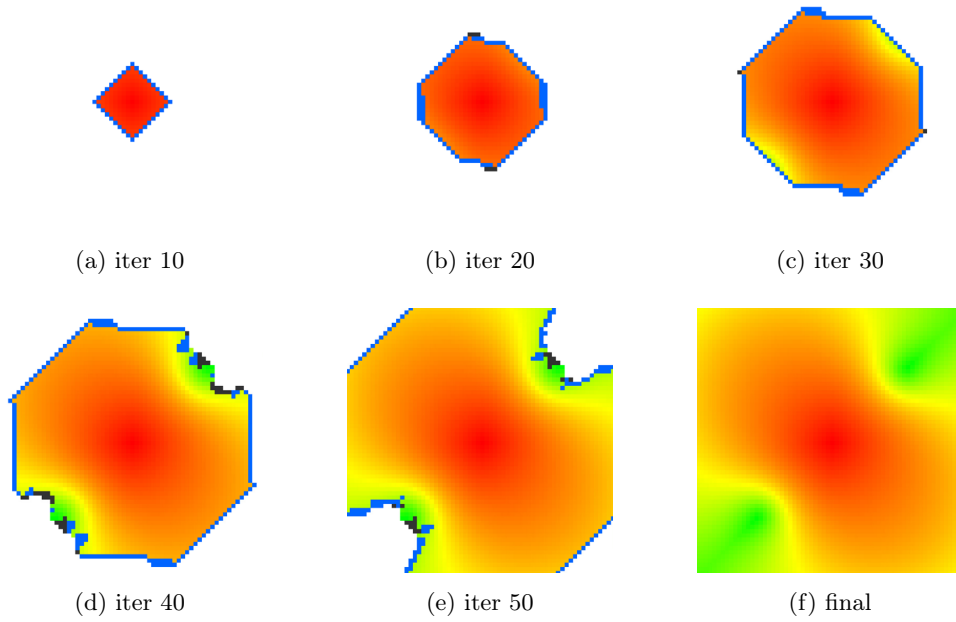 (a) iter 10
(b) iter 20
(c) iter 30
(d) iter 40
(e) iter 50
(f) final